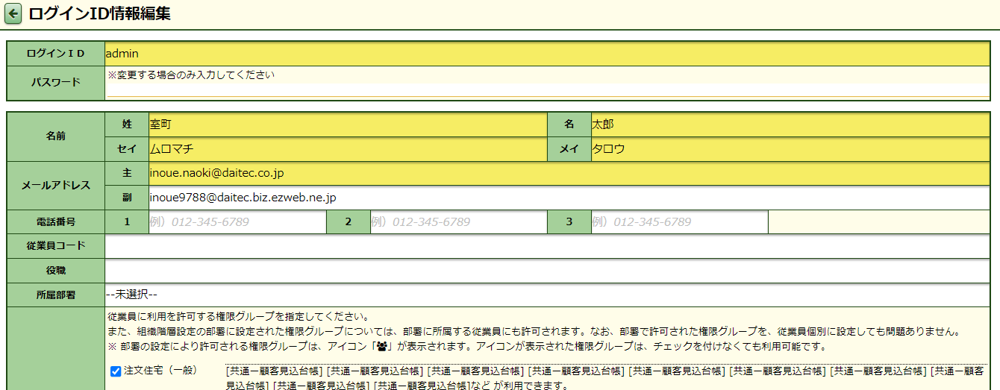 ログインID情報編集
ログインＩＤ admin
パスワード ※変更する場合のみ入力してください
名前 姓 室町 名 太郎
セイ ムロマチ メイ タロウ
メールアドレス 主 inoue.naoki@daitec.co.jp
副 inoue9788@daitec.biz.ezweb.ne.jp
電話番号 1 例）012-345-6789 2 例）012-345-6789 3 例）012-345-6789
従業員コード
役職
所属部署 --未選択--
従業員に利用を許可する権限グループを指定してください。
また、組織階層設定の部署に設定された権限グループについては、部署に所属する従業員にも許可されます。なお、部署で許可された権限グループを、従業員個別に設定しても問題ありません。
※ 部署の設定により許可される権限グループは、アイコン「」が表示されます。アイコンが表示された権限グループは、チェックを付けなくても利用可能です。
注文住宅（一般） [共通ー顧客見込台帳] [共通ー顧客見込台帳] [共通ー顧客見込台帳] [共通ー顧客見込台帳] [共通ー顧客見込台帳] [共通ー顧客見込台帳] [共通ー顧客見込台帳] [共通ー顧客
見込台帳] [共通ー顧客見込台帳] [共通ー顧客見込台帳]など が利用できます。